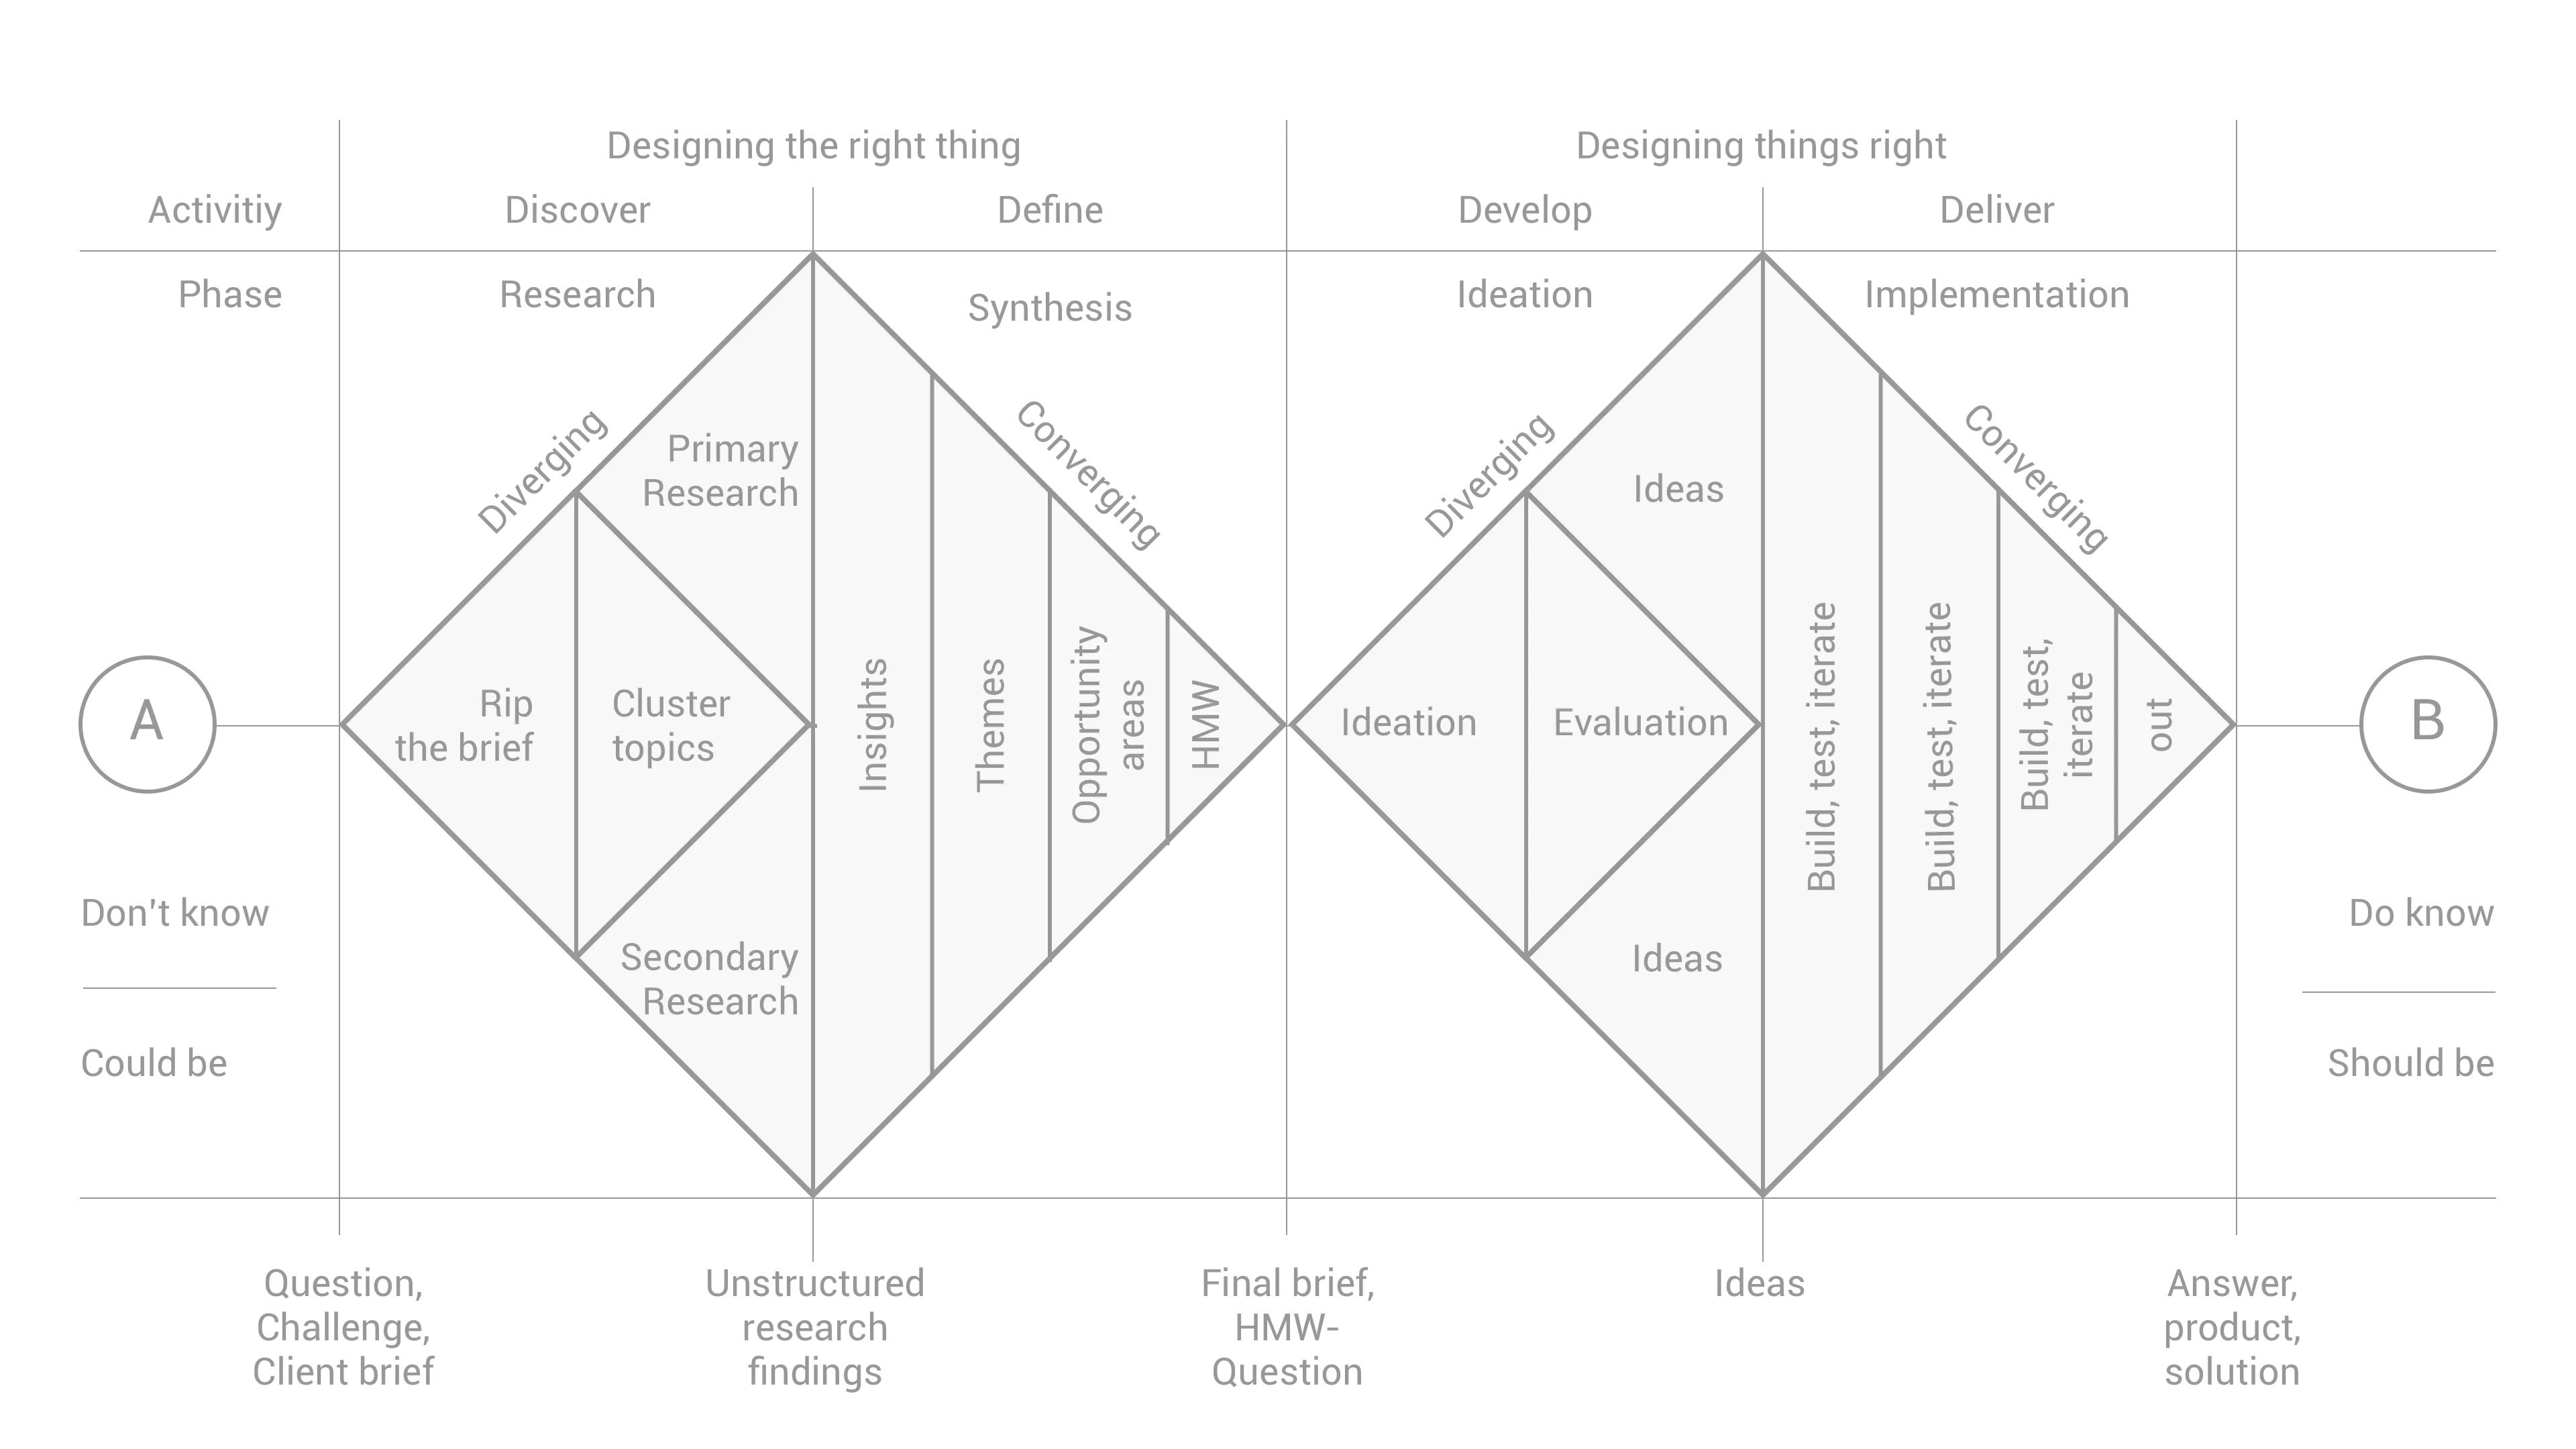 Designing the right thing
Designing things right
Activitiy
Discover
Define
Develop
Deliver
Phase
Research
Synthesis
Ideation
Implementation
Diverging
Converging
Diverging
Converging
Primary
Research
Ideas
A
Rip
the brief
Cluster
topics
Insights
Themes
Opportunity
areas
HMW
Ideation
Evaluation
Build, test, iterate
Build, test, iterate
Build, test,
iterate
out
B
Don't know
Secondary
Research
Ideas
Do know
Could be
Should be
Question,
Challenge,
Client brief
Unstructured
research
findings
Final brief,
HMW-
Question
Ideas
Answer,
product,
solution